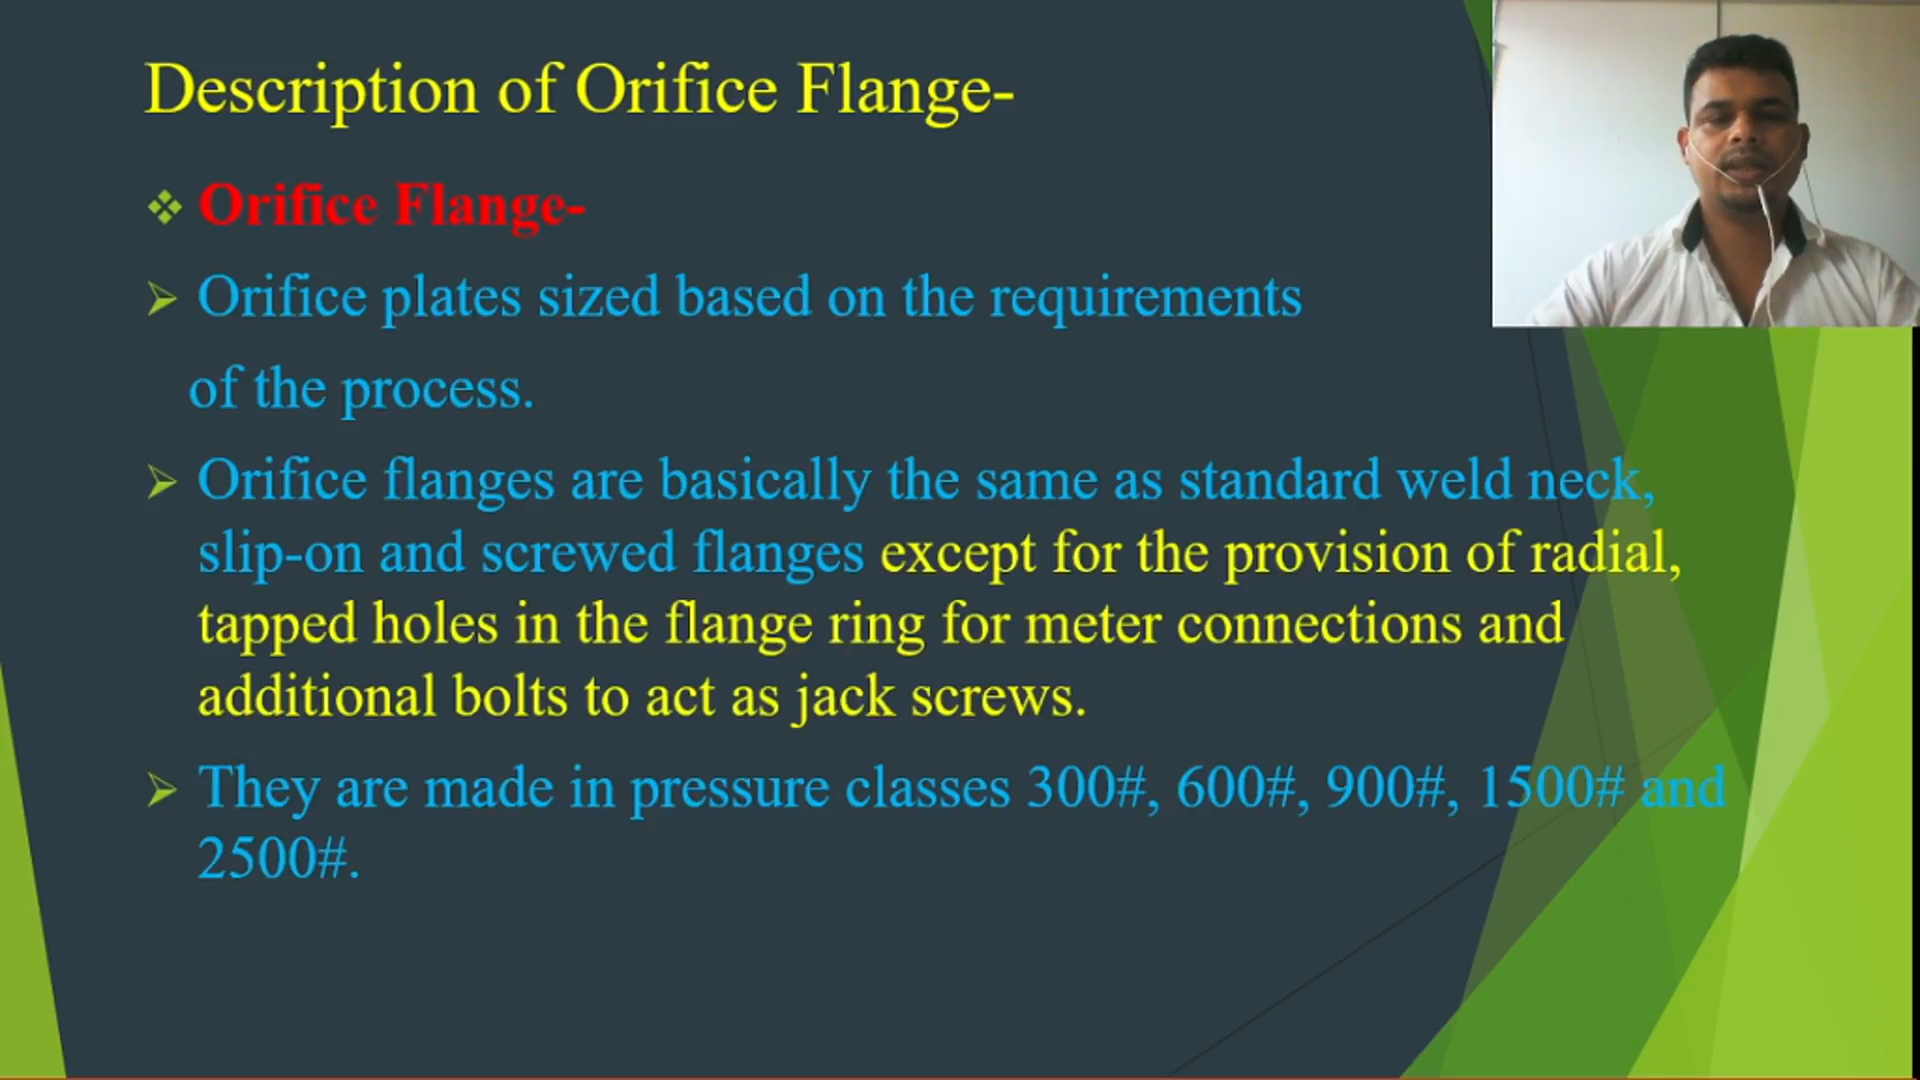 Description of Orifice Flange-
Orifice Flange-
Orifice plates sized based on the requirements
of the process.
Orifice flanges are basically the same as standard weld neck,
slip-on and screwed flanges except for the provision of radial,
tapped holes in the flange ring for meter connections and
additional bolts to act as jack screws.
They are made in pressure classes 300#, 600#, 900#, 1500# and
2500#.